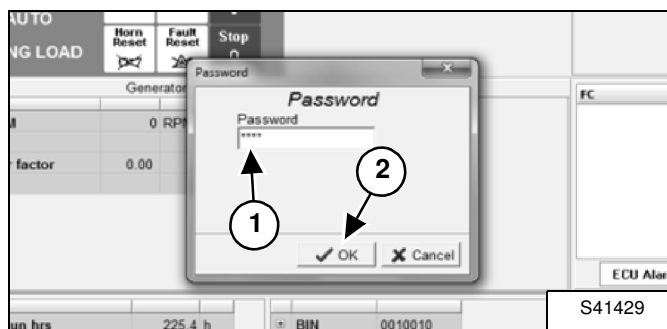 AUTO
NG LOAD
Horn Reset
Fault Reset
Stop
Password
Generator
Password
Password
****
FC
0 RPM
r factor 0.00
1
2
OK
Cancel
ECU Alar
un hrs 225.4 h
BIN 0010010
S41429